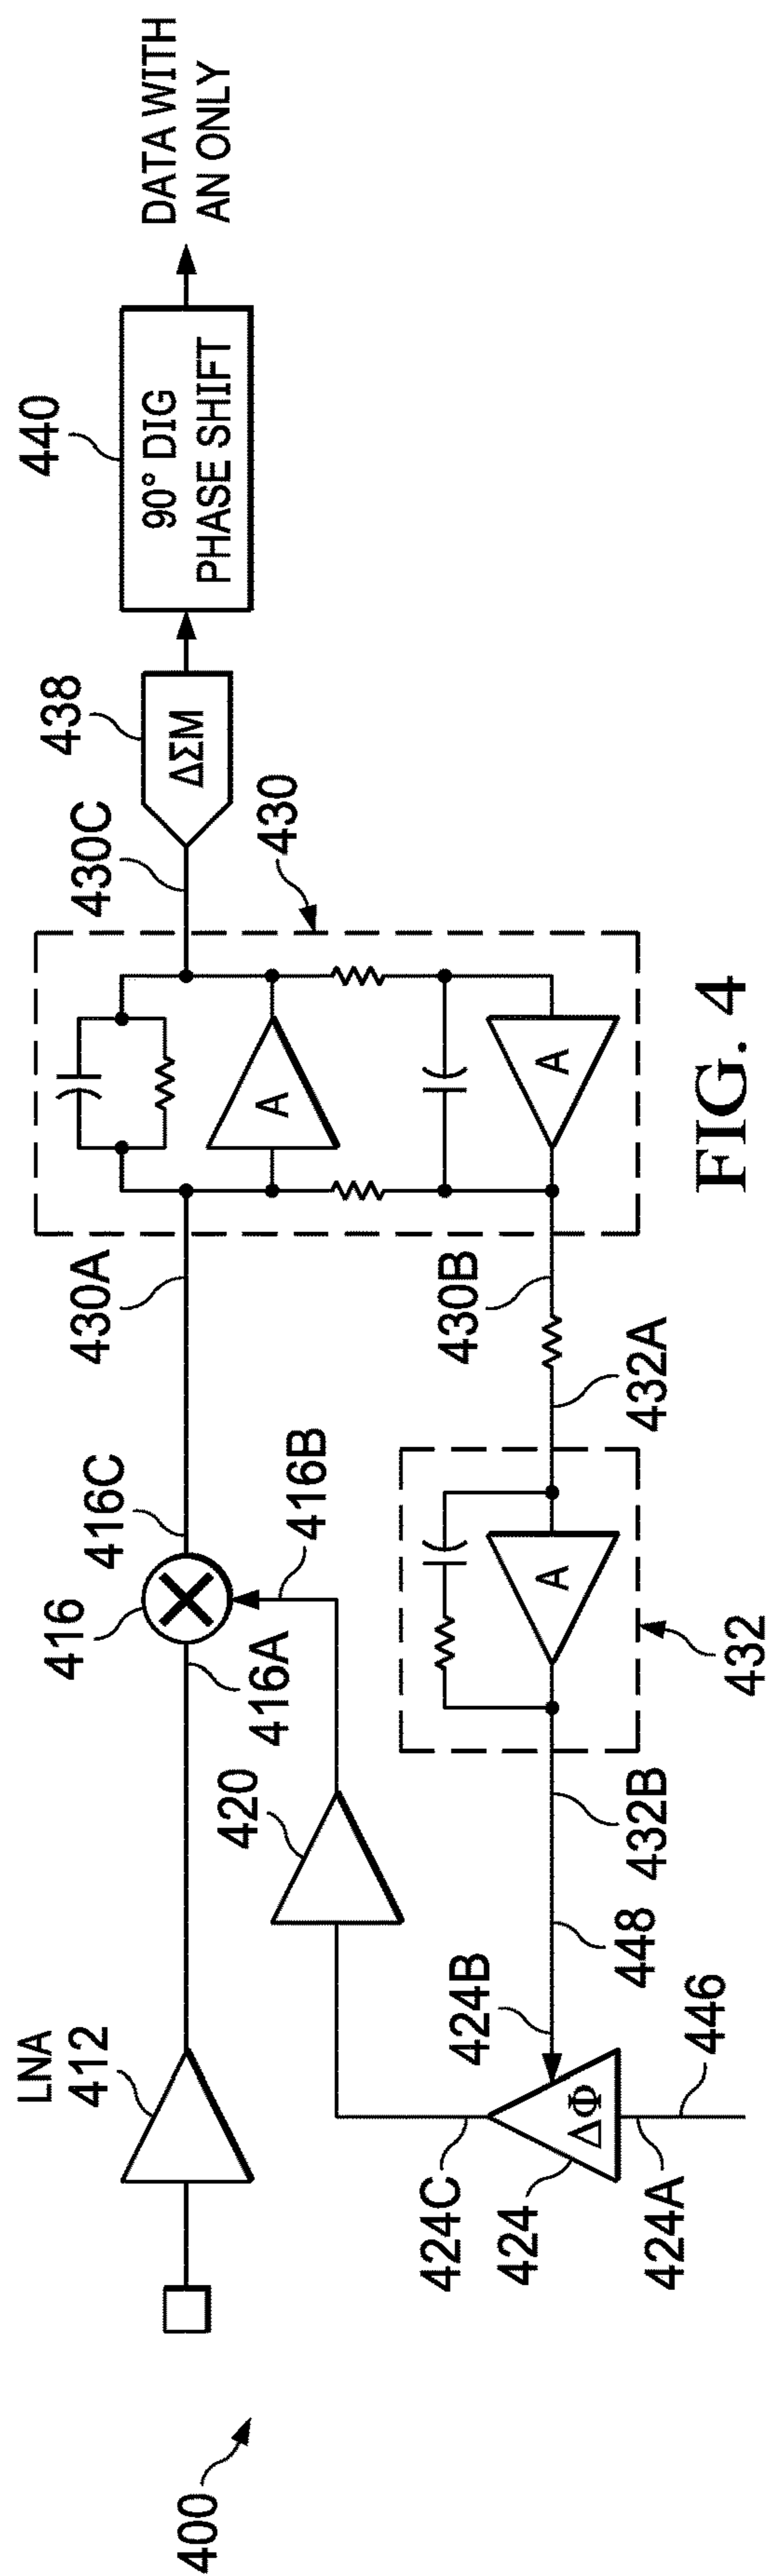 400
LNA
412
416
416A
416B
416C
420
424
424A
424B
424C
ΔΦ
446
448
432
432A
432B
A
430
430A
430B
430C
A
A
438
ΔΣM
440
90° DIG
PHASE SHIFT
DATA WITH
AN ONLY
FIG. 4